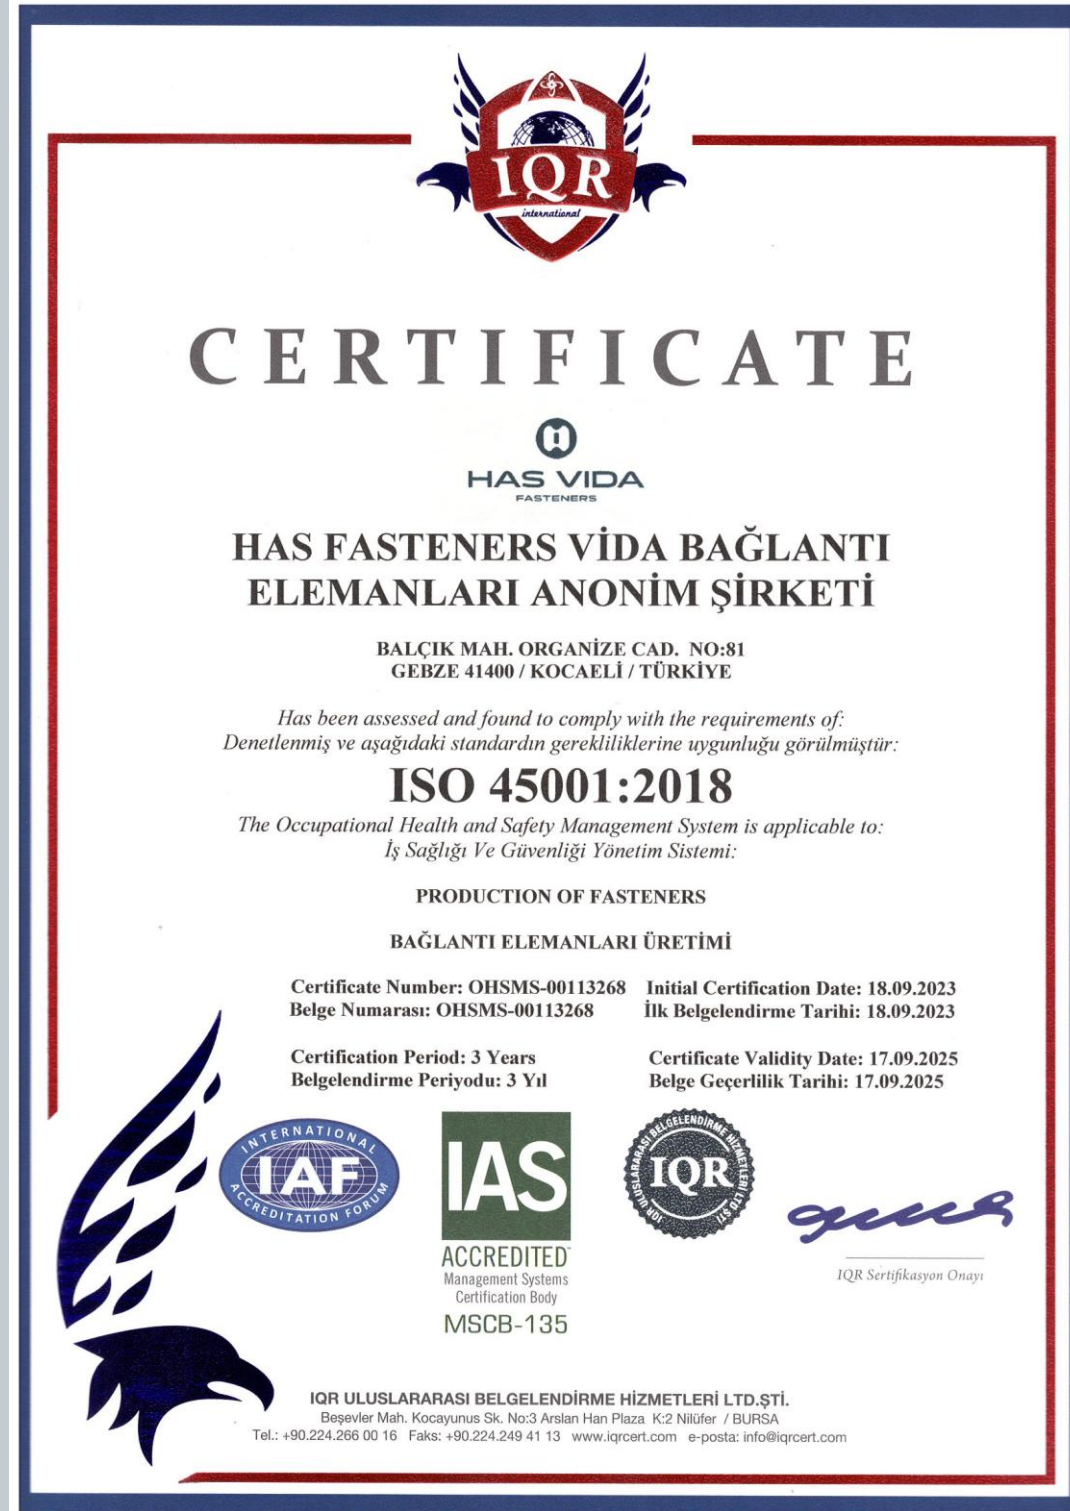 IQR
international
CERTIFICATE
HAS VIDA
FASTENERS
HAS FASTENERS VİDA BAĞLANTI
ELEMANLARI ANONİM ŞİRKETİ
BALÇIK MAH. ORGANİZE CAD. NO:81
GEBZE 41400 / KOCAELİ / TÜRKİYE
Has been assessed and found to comply with the requirements of:
Denetlenmiş ve aşağıdaki standardın gerekliliklerine uygunluğu görülmüştür:
ISO 45001:2018
The Occupational Health and Safety Management System is applicable to:
İş Sağlığı Ve Güvenliği Yönetim Sistemi:
PRODUCTION OF FASTENERS
BAĞLANTI ELEMANLARI ÜRETİMİ
Certificate Number: OHSMS-00113268 Initial Certification Date: 18.09.2023
Belge Numarası: OHSMS-00113268 İlk Belgelendirme Tarihi: 18.09.2023
Certification Period: 3 Years Certificate Validity Date: 17.09.2025
Belgelendirme Periyodu: 3 Yıl Belge Geçerlilik Tarihi: 17.09.2025
INTERNATIONAL
IAF
ACCREDITATION FORUM
IAS
ACCREDITED
Management Systems
Certification Body
MSCB-135
IQR ULUSLARARASI BELGELENDİRME HİZMETLERİ LTD ŞTİ
IQR
IQR Sertifikasyon Onayı
IQR ULUSLARARASI BELGELENDİRME HİZMETLERİ LTD.ŞTİ.
Beşevler Mah. Kocayunus Sk. No:3 Arslan Han Plaza K:2 Nilüfer / BURSA
Tel.: +90.224.266 00 16 Faks: +90.224.249 41 13 www.iqrcert.com e-posta: info@iqrcert.com